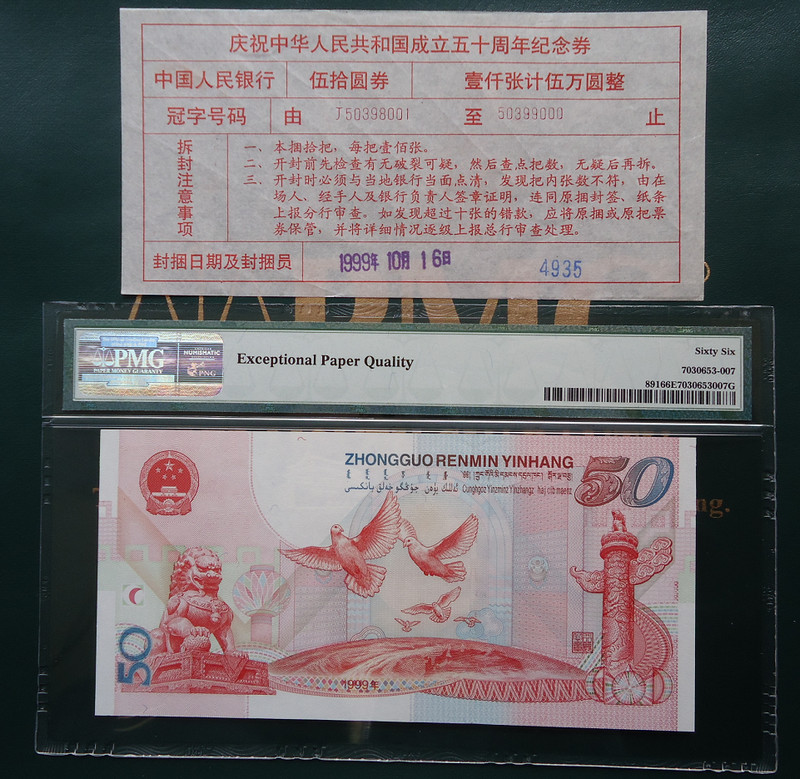 庆祝中华人民共和国成立五十周年纪念券
中国人民银行 伍拾圆券 壹仟张计伍万圆整
冠字号码 由 J50398001 至 50399000 止
拆封注意事项
一、本捆拾把，每把壹佰张。
二、开封前先检查有无破裂可疑，然后查点把数，无疑后再拆。
三、开封时必须与当地银行当面点清，发现把内张数不符，由在
场人、经手人及银行负责人签章证明，连同原捆封签、纸条
上报分行审查。如发现超过十张的错款，应将原捆或原把票
券保管，并将详细情况逐级上报总行审查处理。
封捆日期及封捆员 1999年 10月 16日 4935
PMG
PAPER MONEY GUARANTY
NUMISMATIC
PNG
Exceptional Paper Quality
Sixty Six
7030653-007
89166E7030653007G
ng.
ZHONGGUO RENMIN YINHANG
50
Cunghgoz Yinzminz Yinzhangz haj cib maenz
50
1999年